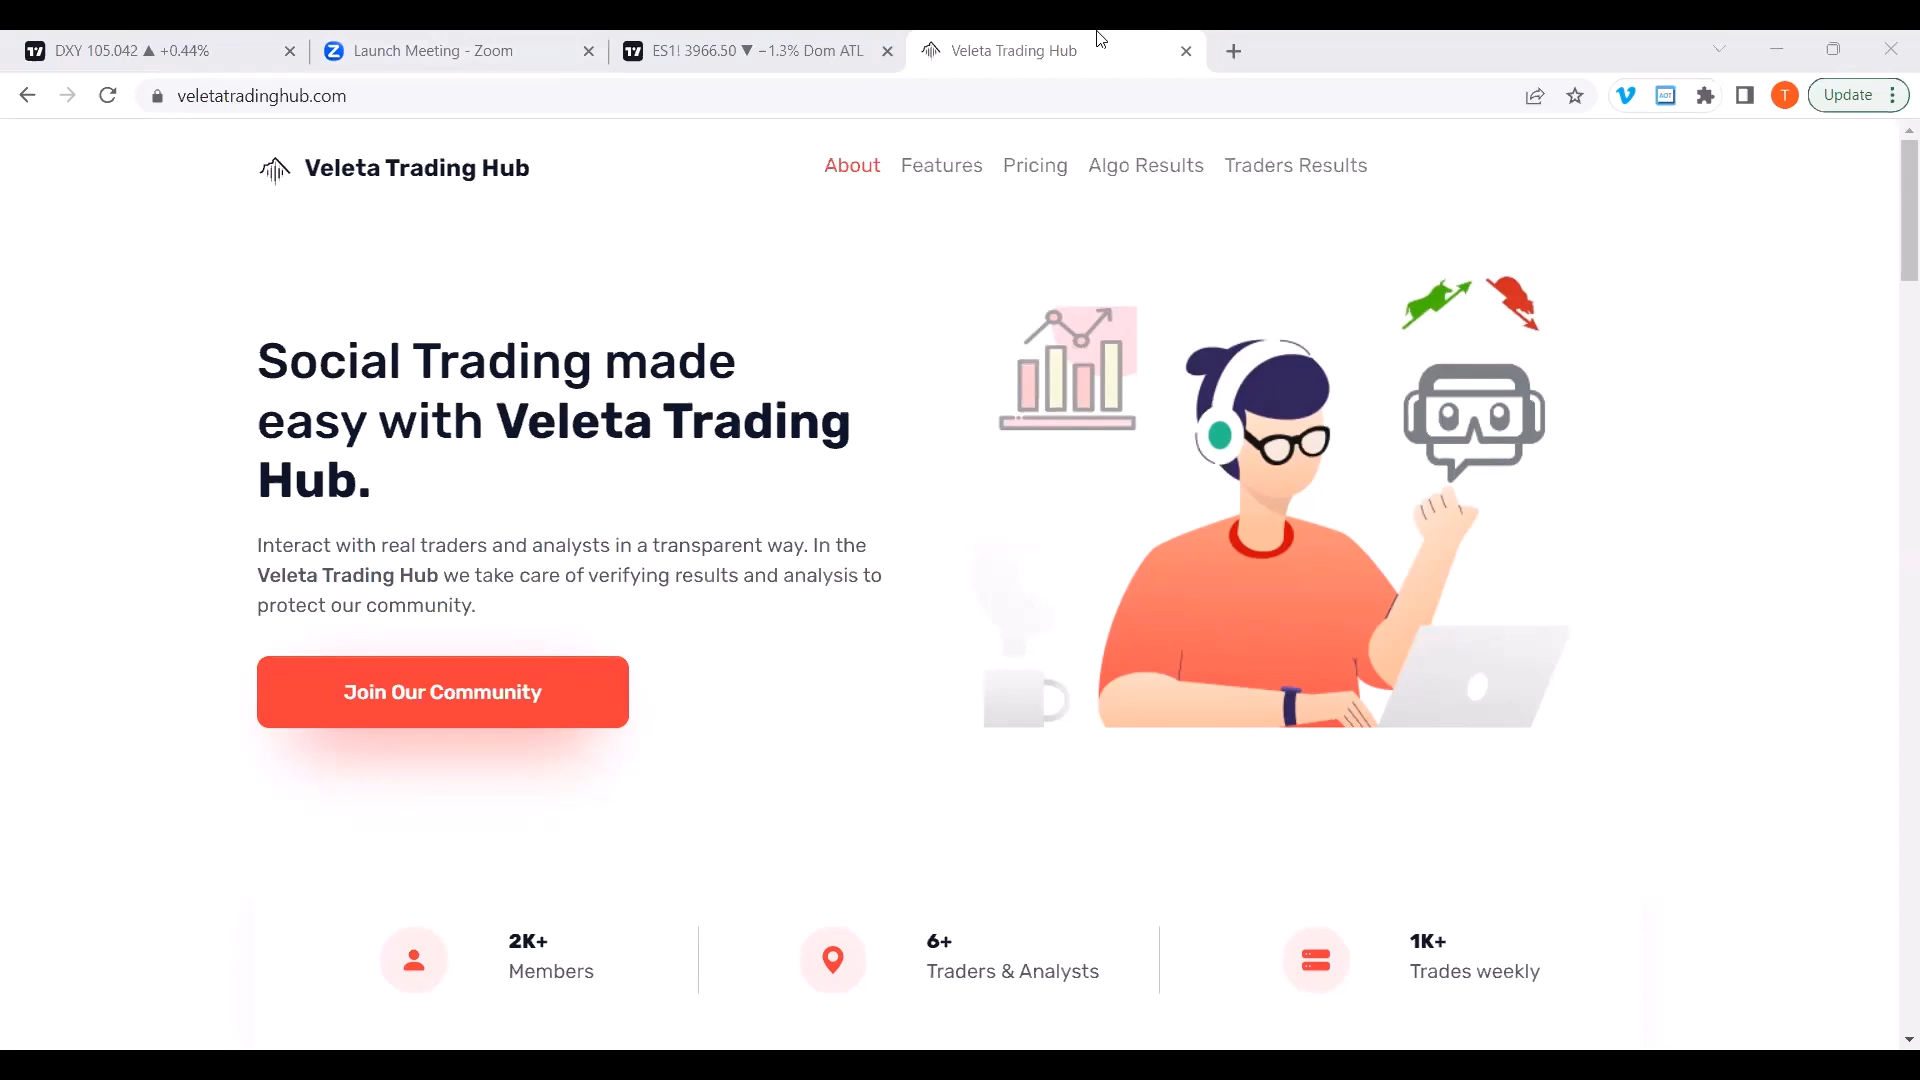 DXY 105.042 ▲ +0.44%
Launch Meeting - Zoom
ES1! 3966.50 ▼ −1.3% Dom ATL
Veleta Trading Hub
veletatradinghub.com
AOT
T
Update
Veleta Trading Hub
About
Features
Pricing
Algo Results
Traders Results
Social Trading made
easy with Veleta Trading
Hub.
Interact with real traders and analysts in a transparent way. In the
Veleta Trading Hub we take care of verifying results and analysis to
protect our community.
Join Our Community
2K+
Members
6+
Traders & Analysts
1K+
Trades weekly